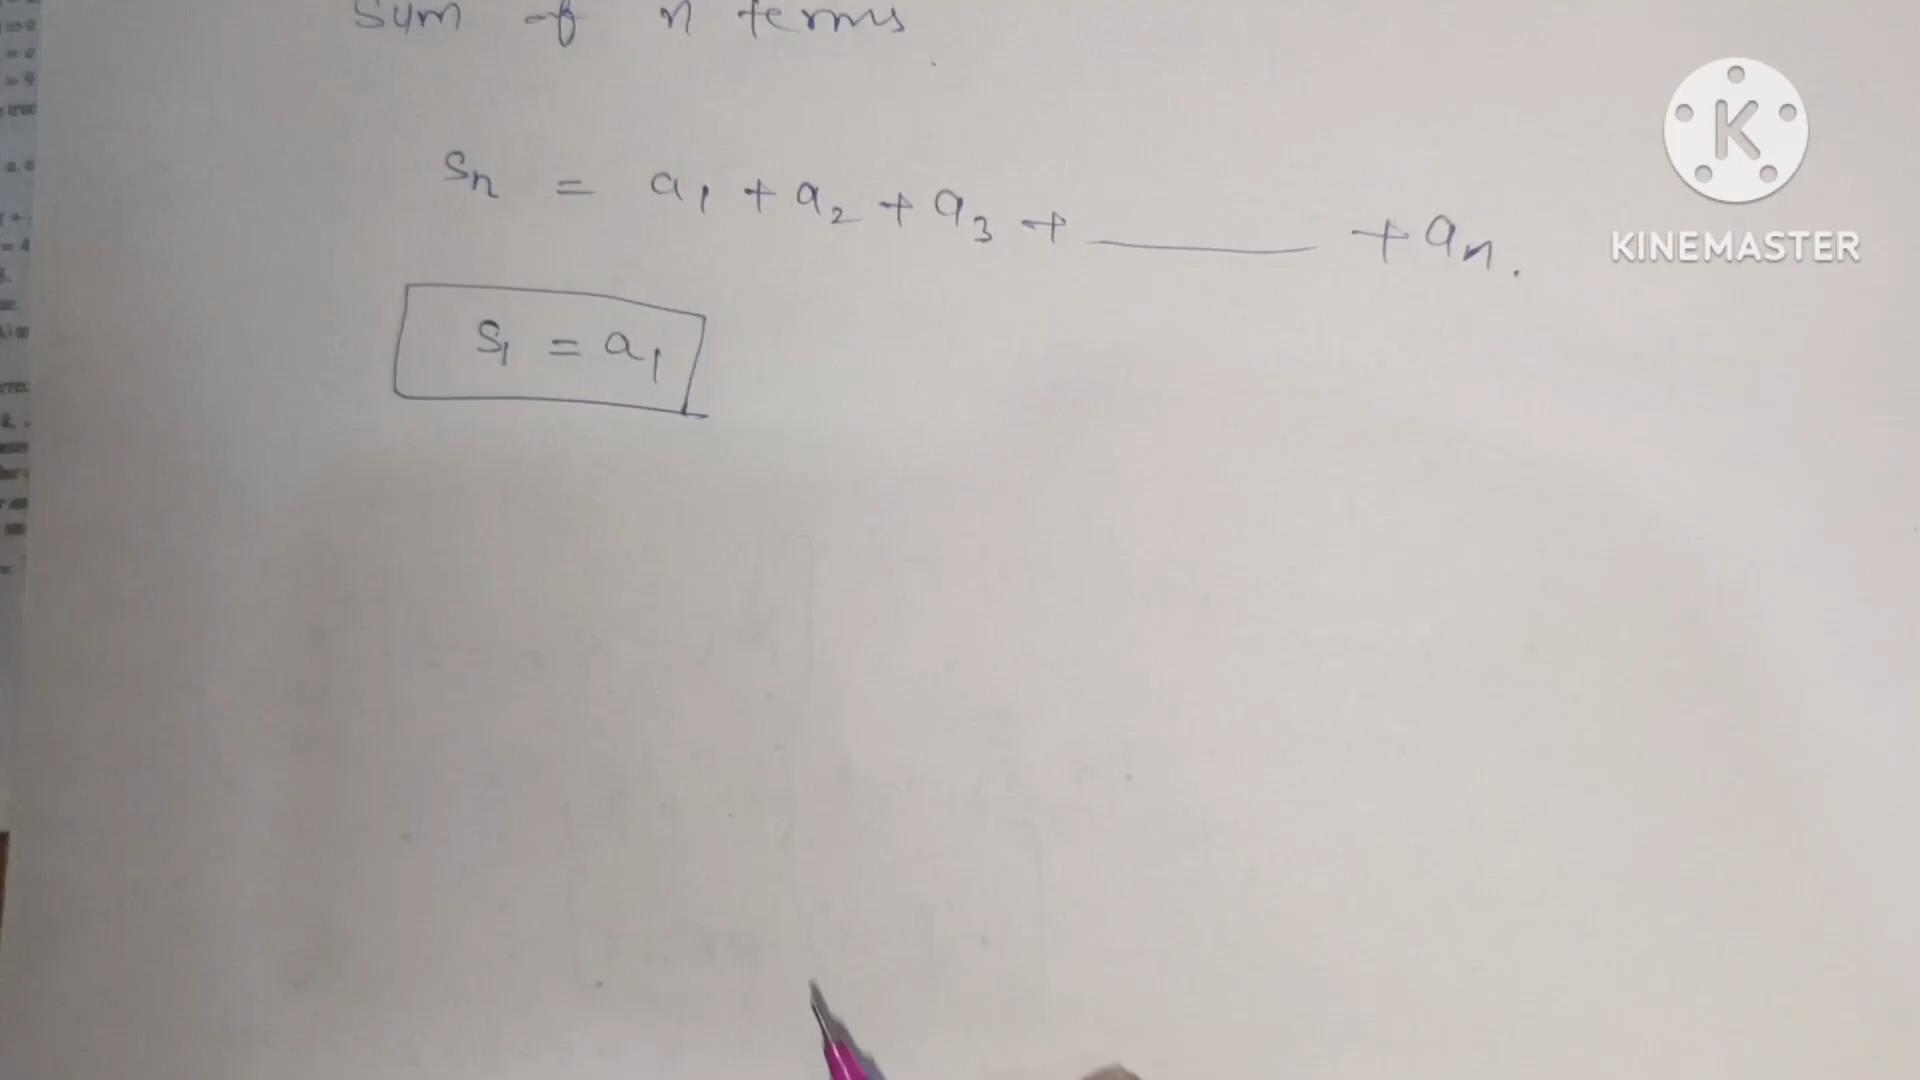 Sum of n terms
Sn = a1 + a2 + a3 + ______ + an.
S1 = a1
KINEMASTER